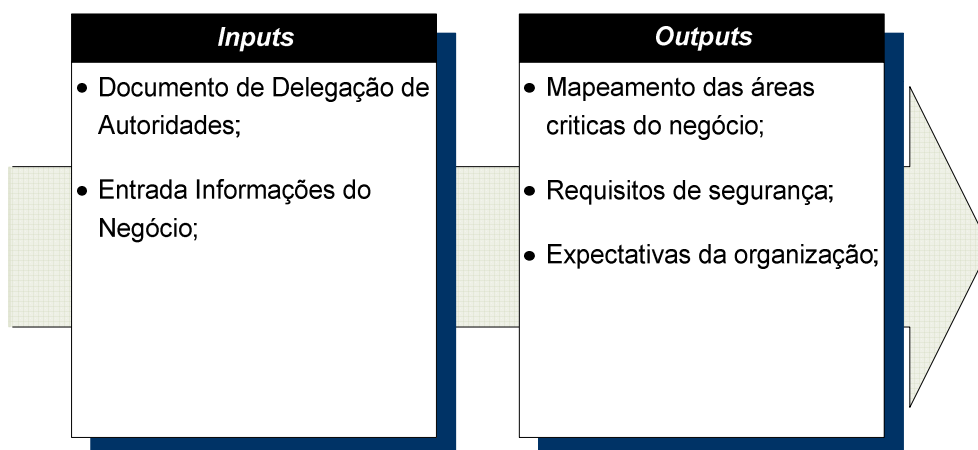 Inputs
• Documento de Delegação de
Autoridades;
• Entrada Informações do
Negócio;
Outputs
• Mapeamento das áreas
criticas do negócio;
• Requisitos de segurança;
• Expectativas da organização;